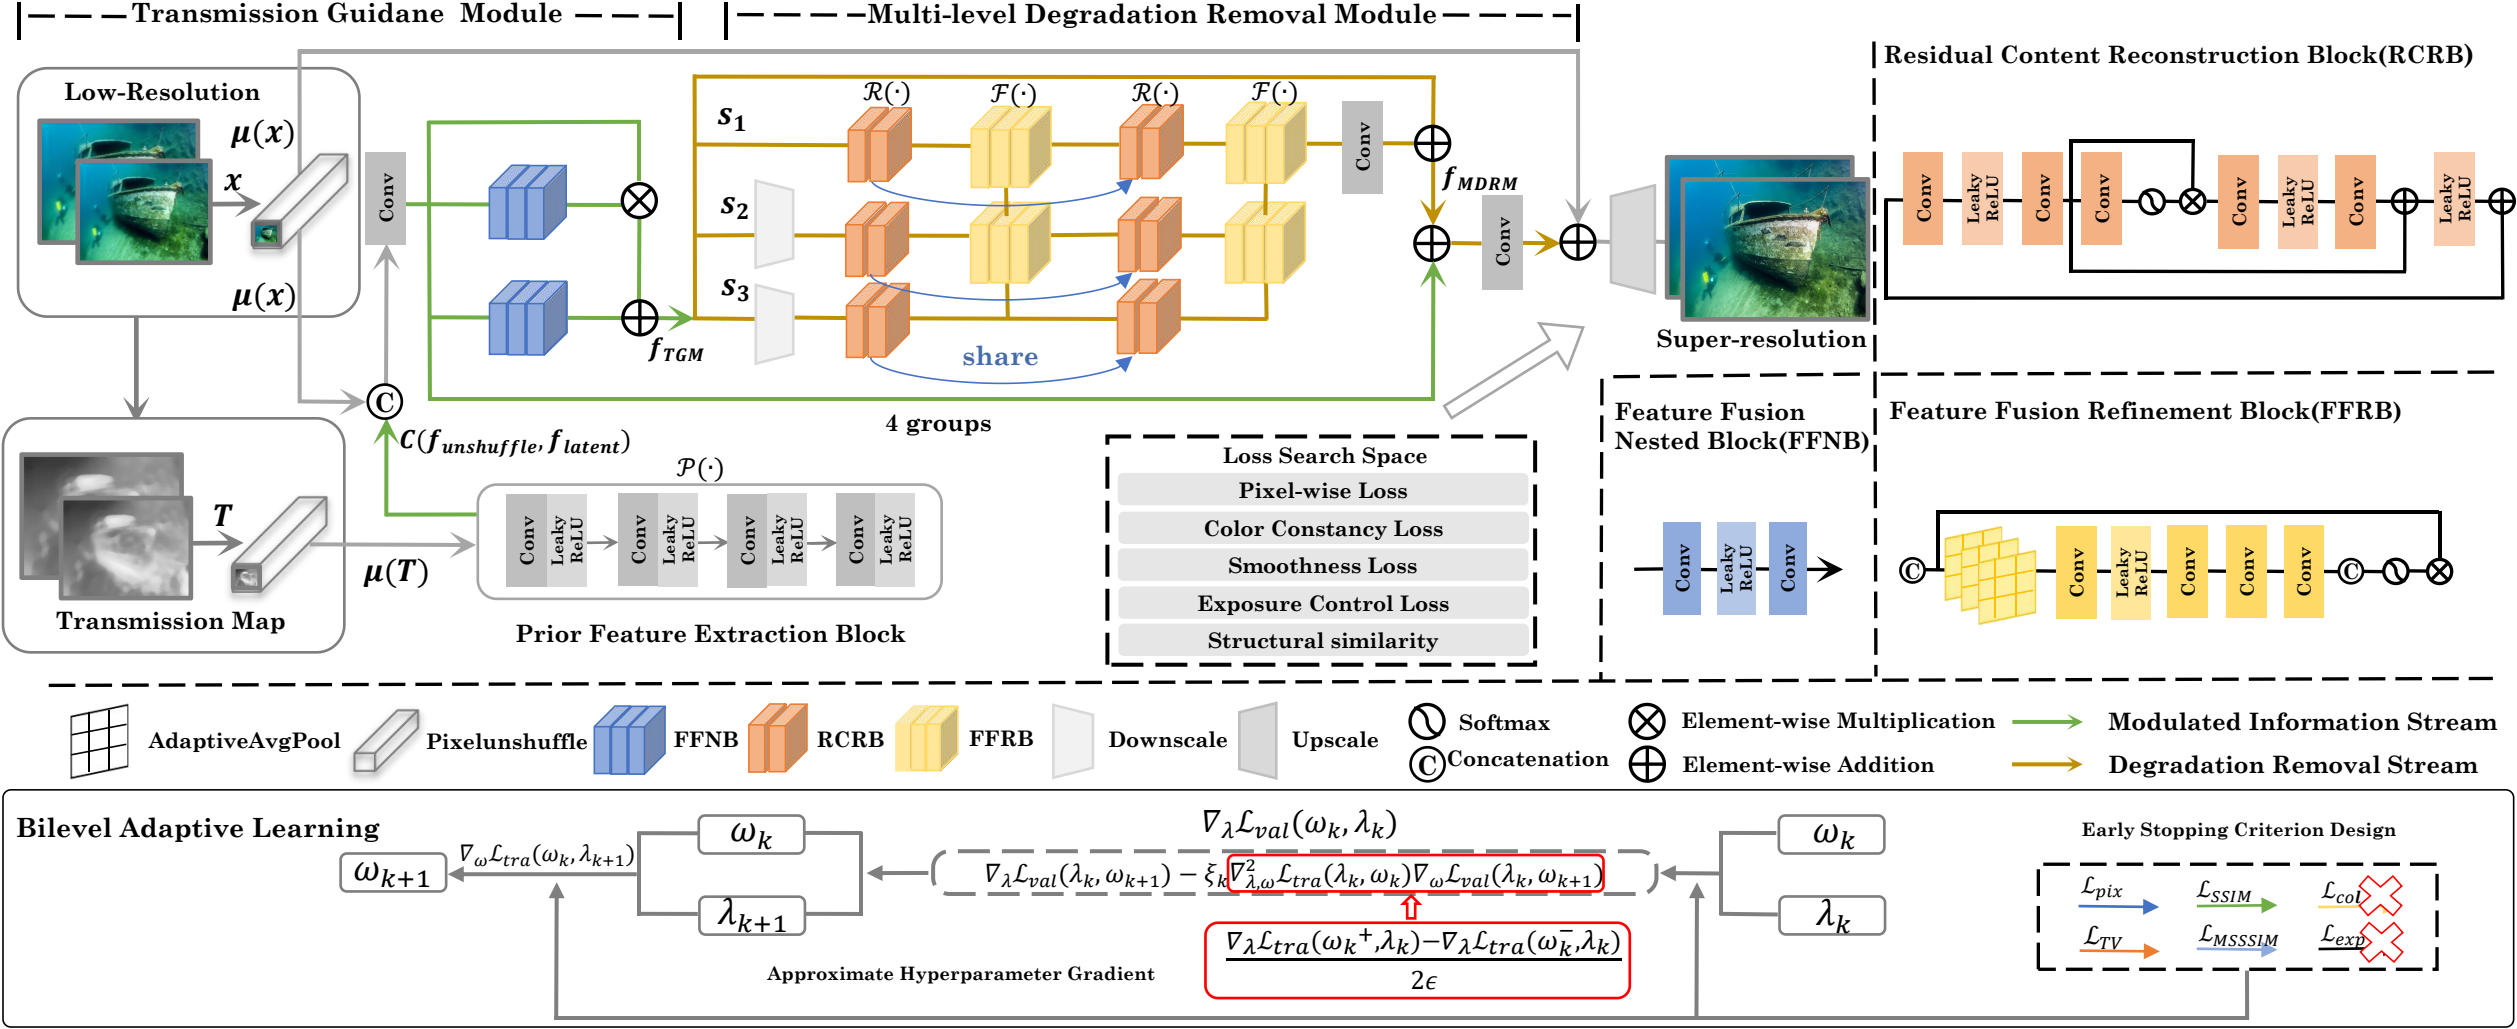 Transmission Guidane Module
Multi-level Degradation Removal Module
Low-Resolution
μ(x)
x
μ(x)
Conv
f_TGM
s1
s2
s3
R(·)
F(·)
R(·)
F(·)
share
Conv
f_MDRM
Conv
4 groups
Super-resolution
C
C(f_unshuffle, f_latent)
T
μ(T)
Transmission Map
P(·)
Conv
Leaky ReLU
Conv
Leaky ReLU
Conv
Leaky ReLU
Conv
Leaky ReLU
Prior Feature Extraction Block
Loss Search Space
Pixel-wise Loss
Color Constancy Loss
Smoothness Loss
Exposure Control Loss
Structural similarity
Residual Content Reconstruction Block(RCRB)
Conv
Leaky ReLU
Conv
Conv
Conv
Leaky ReLU
Conv
Leaky ReLU
Feature Fusion
Nested Block(FFNB)
Conv
Leaky ReLU
Conv
Feature Fusion Refinement Block(FFRB)
C
Conv
Leaky ReLU
Conv
Conv
Conv
C
AdaptiveAvgPool
Pixelunshuffle
FFNB
RCRB
FFRB
Downscale
Upscale
Softmax
C Concatenation
Element-wise Multiplication
Element-wise Addition
Modulated Information Stream
Degradation Removal Stream
Bilevel Adaptive Learning
ω_{k+1}
∇_ω L_tra(ω_k, λ_{k+1})
ω_k
λ_{k+1}
∇_λ L_val(ω_k, λ_k)
∇_λ L_val(λ_k, ω_{k+1}) − ξ_k ∇²_{λ,ω} L_tra(λ_k, ω_k)∇_ω L_val(λ_k, ω_{k+1})
∇_λ L_tra(ω_k^+, λ_k)−∇_λ L_tra(ω_k^−, λ_k)
2ϵ
Approximate Hyperparameter Gradient
ω_k
λ_k
Early Stopping Criterion Design
L_pix
L_SSIM
L_col
L_TV
L_MSSSIM
L_exp